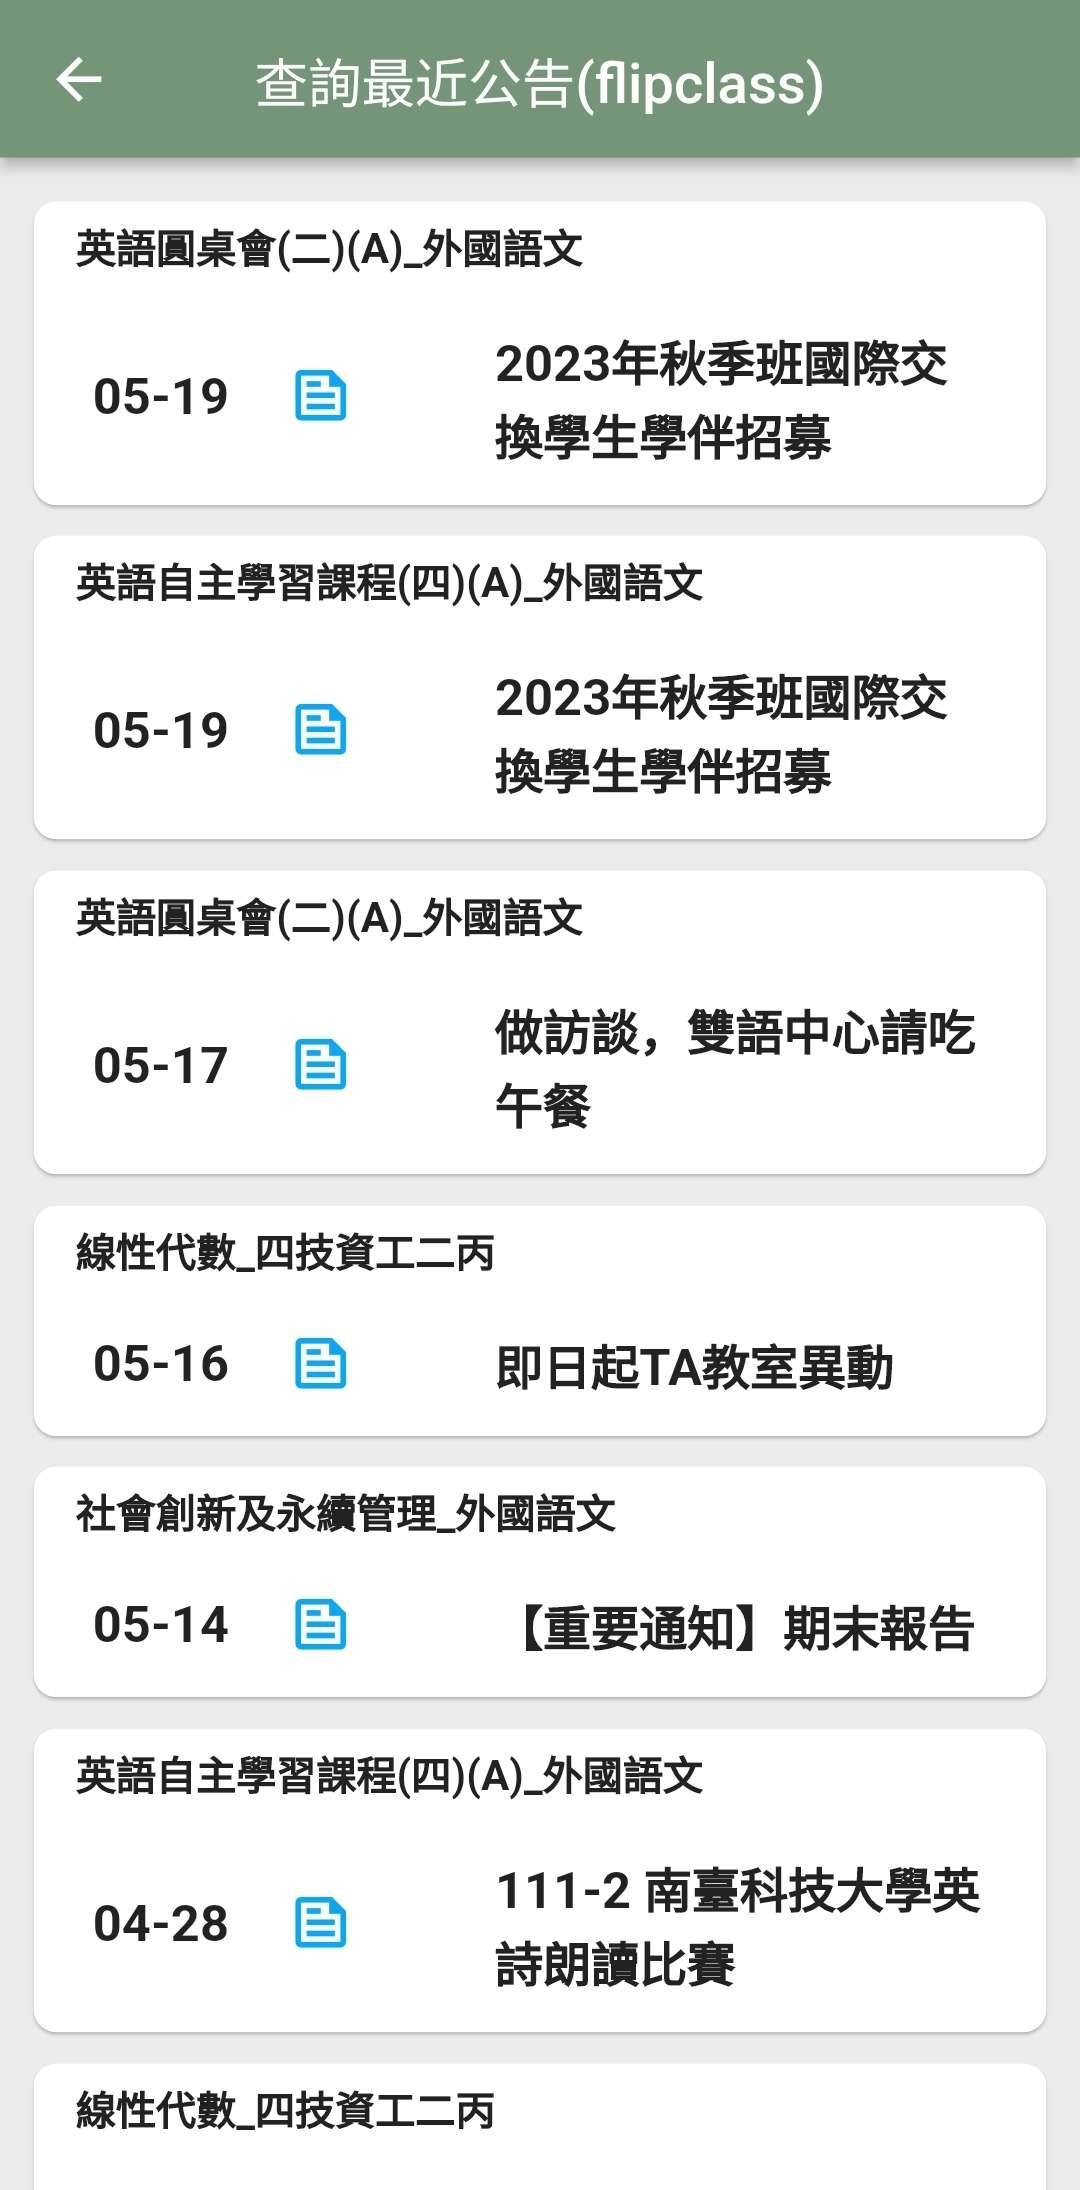 查詢最近公告(flipclass)
英語圓桌會(二)(A)_外國語文
05-19
2023年秋季班國際交
換學生學伴招募
英語自主學習課程(四)(A)_外國語文
05-19
2023年秋季班國際交
換學生學伴招募
英語圓桌會(二)(A)_外國語文
05-17
做訪談，雙語中心請吃
午餐
線性代數_四技資工二丙
05-16
即日起TA教室異動
社會創新及永續管理_外國語文
05-14
【重要通知】期末報告
英語自主學習課程(四)(A)_外國語文
04-28
111-2 南臺科技大學英
詩朗讀比賽
線性代數_四技資工二丙